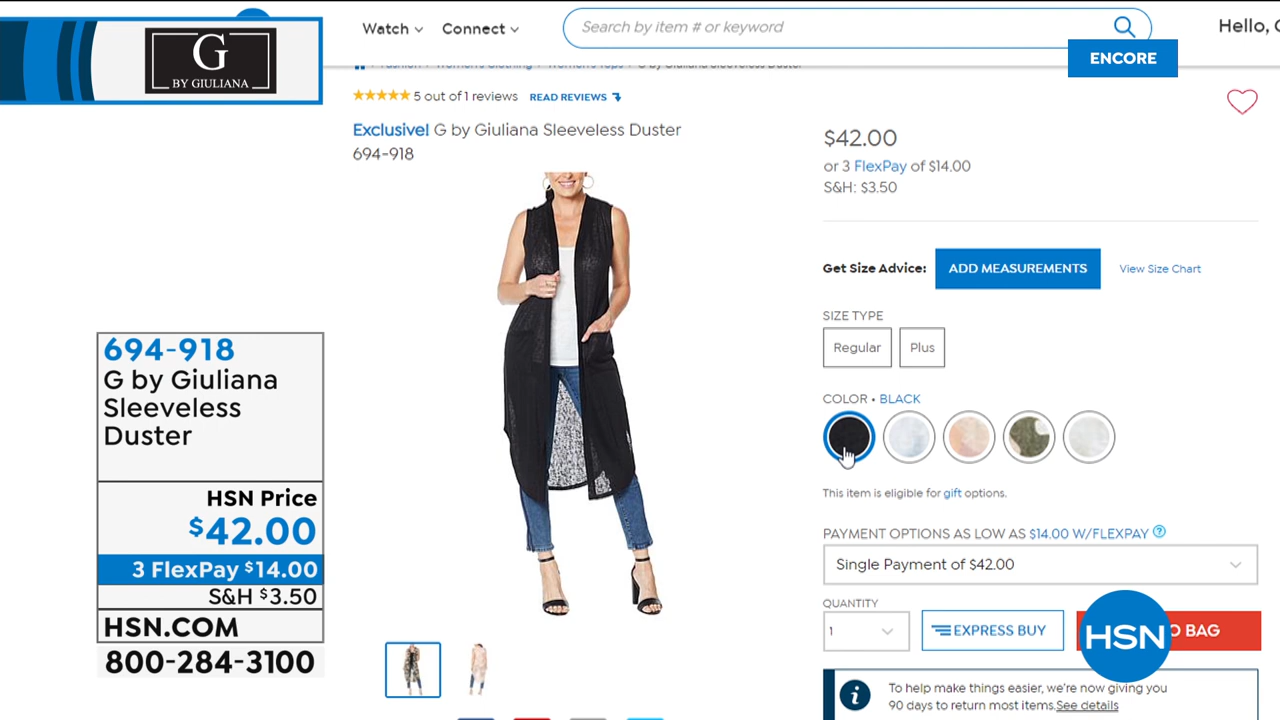 G
BY GIULIANA
Watch
Connect
Search by item # or keyword
Hello,
ENCORE
5 out of 1 reviews READ REVIEWS
Exclusive! G by Giuliana Sleeveless Duster
694-918
$42.00
or 3 FlexPay of $14.00
S&H: $3.50
Get Size Advice: ADD MEASUREMENTS View Size Chart
SIZE TYPE
Regular Plus
COLOR • BLACK
This item is eligible for gift options.
PAYMENT OPTIONS AS LOW AS $14.00 W/FLEXPAY ?
Single Payment of $42.00
QUANTITY
1
EXPRESS BUY
HSN
O BAG
i
To help make things easier, we're now giving you
90 days to return most items.See details
694-918
G by Giuliana
Sleeveless
Duster
HSN Price
$42.00
3 FlexPay $14.00
S&H $3.50
HSN.COM
800-284-3100